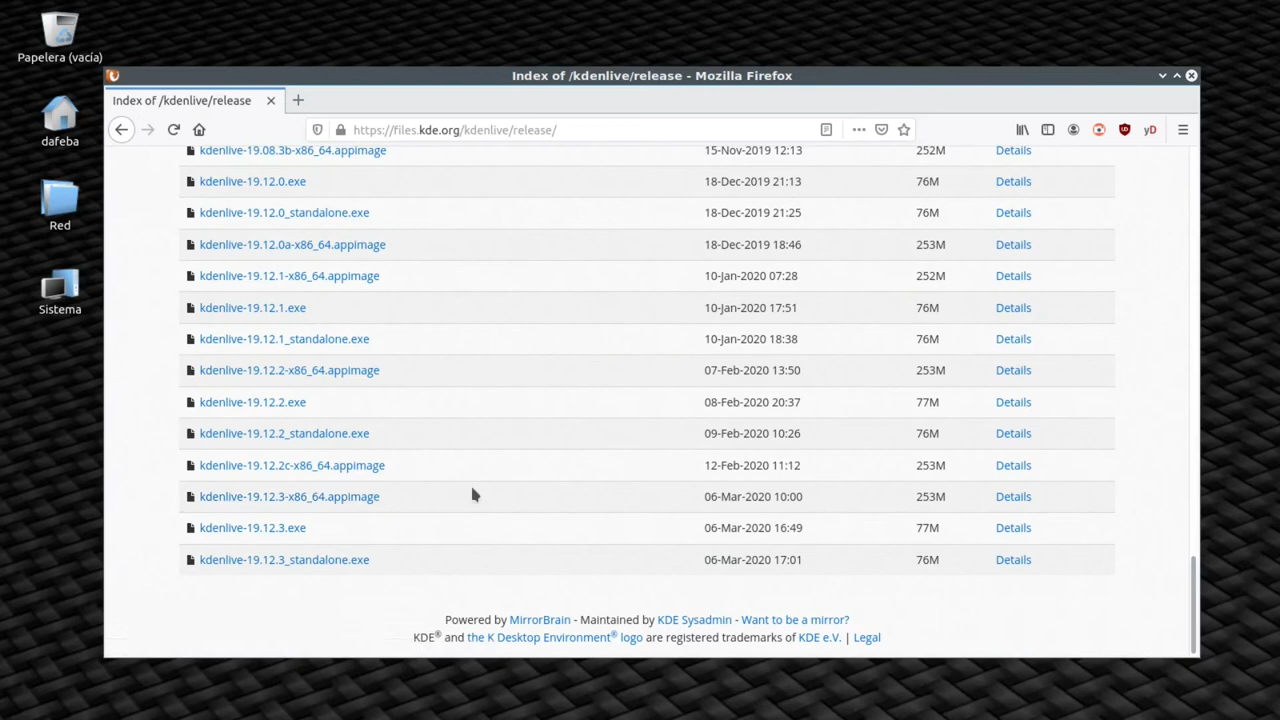 Papelera (vacía)
dafeba
Red
Sistema
Index of /kdenlive/release - Mozilla Firefox
Index of /kdenlive/release
https://files.kde.org/kdenlive/release/
yD
kdenlive-19.08.3b-x86_64.appimage 15-Nov-2019 12:13 252M Details
kdenlive-19.12.0.exe 18-Dec-2019 21:13 76M Details
kdenlive-19.12.0_standalone.exe 18-Dec-2019 21:25 76M Details
kdenlive-19.12.0a-x86_64.appimage 18-Dec-2019 18:46 253M Details
kdenlive-19.12.1-x86_64.appimage 10-Jan-2020 07:28 252M Details
kdenlive-19.12.1.exe 10-Jan-2020 17:51 76M Details
kdenlive-19.12.1_standalone.exe 10-Jan-2020 18:38 76M Details
kdenlive-19.12.2-x86_64.appimage 07-Feb-2020 13:50 253M Details
kdenlive-19.12.2.exe 08-Feb-2020 20:37 77M Details
kdenlive-19.12.2_standalone.exe 09-Feb-2020 10:26 76M Details
kdenlive-19.12.2c-x86_64.appimage 12-Feb-2020 11:12 253M Details
kdenlive-19.12.3-x86_64.appimage 06-Mar-2020 10:00 253M Details
kdenlive-19.12.3.exe 06-Mar-2020 16:49 77M Details
kdenlive-19.12.3_standalone.exe 06-Mar-2020 17:01 76M Details
Powered by MirrorBrain - Maintained by KDE Sysadmin - Want to be a mirror?
KDE® and the K Desktop Environment® logo are registered trademarks of KDE e.V. | Legal